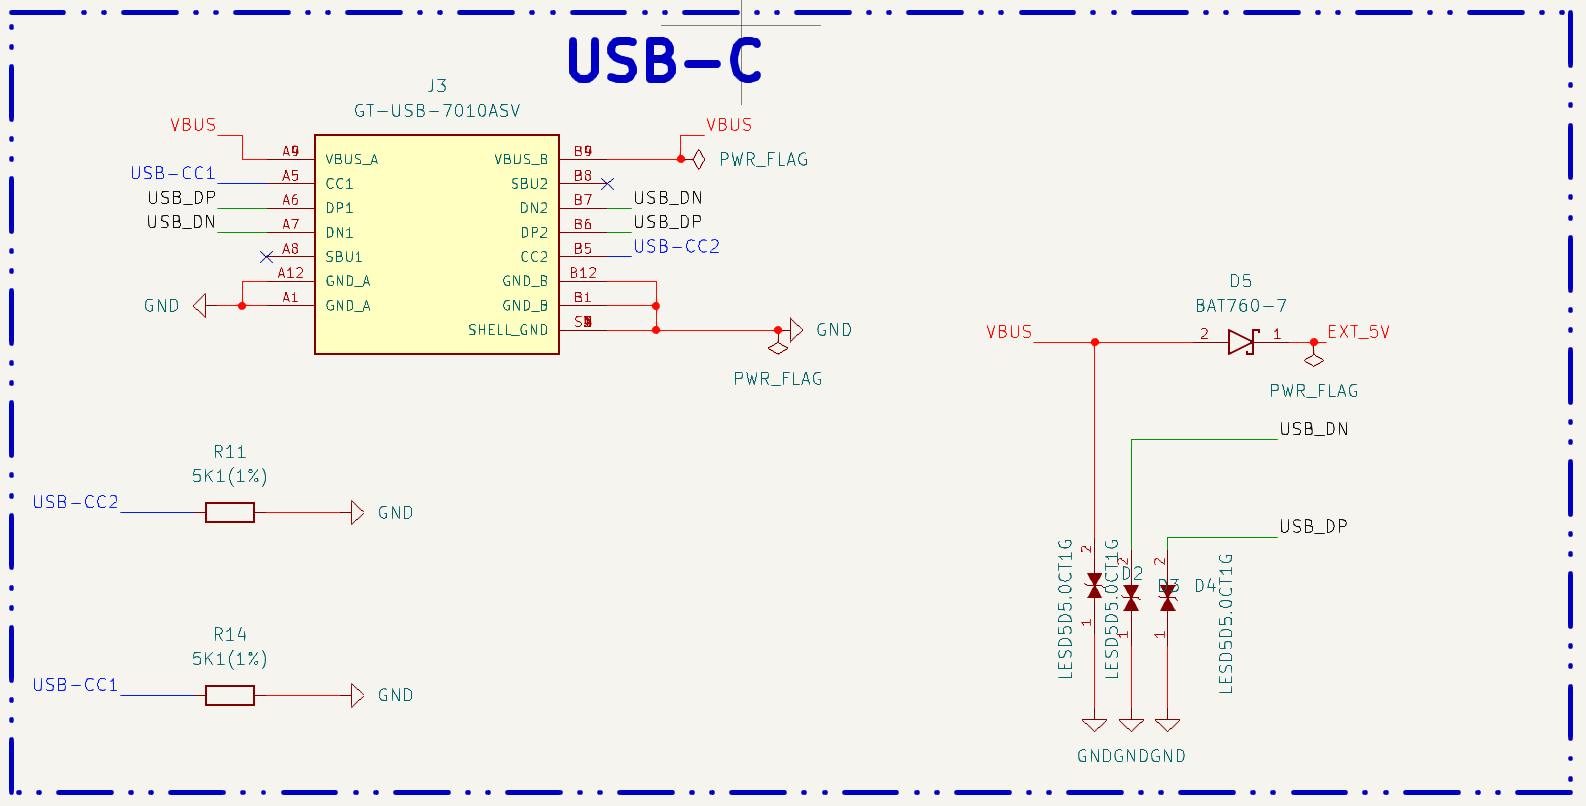 USB-C
J3
GT-USB-7010ASV
VBUS
VBUS
A9
VBUS_A
VBUS_B
B9
PWR_FLAG
USB-CC1
A5
CC1
SBU2
B8
USB_DP
A6
DP1
DN2
B7
USB_DN
USB_DN
A7
DN1
DP2
B6
USB_DP
A8
SBU1
CC2
B5
USB-CC2
A12
GND_A
GND_B
B12
GND
A1
GND_A
GND_B
B1
SHELL_GND
GND
PWR_FLAG
D5
BAT760-7
VBUS
2
1
EXT_5V
PWR_FLAG
USB_DN
R11
5K1(1%)
USB-CC2
GND
USB_DP
2
2
2
D2
D3
D4
LESD5D5.0CT1G
LESD5D5.0CT1G
LESD5D5.0CT1G
1
1
1
R14
5K1(1%)
USB-CC1
GND
GNDGNDGND